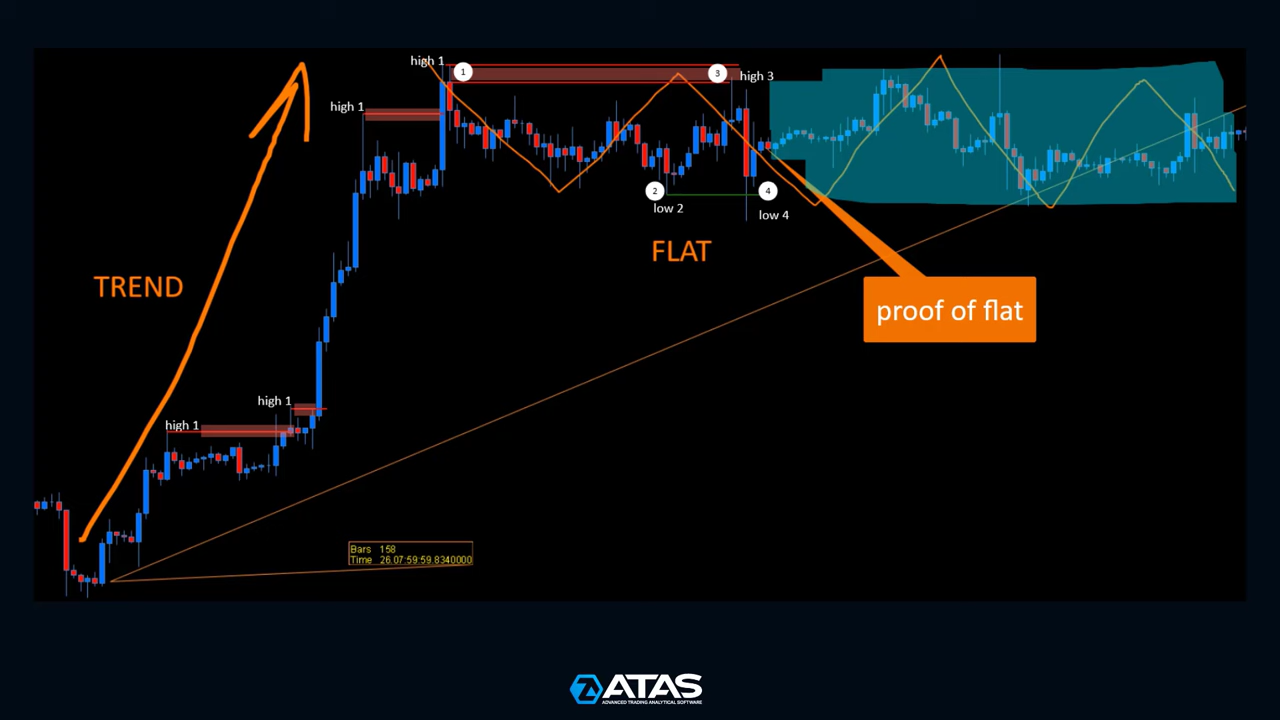 high 1
1
3
high 3
high 1
2
4
low 2
low 4
FLAT
TREND
proof of flat
high 1
high 1
Bars 158
Time 26.07:59:59.9834000
ATAS
ADVANCED TRADING ANALYTICAL SOFTWARE